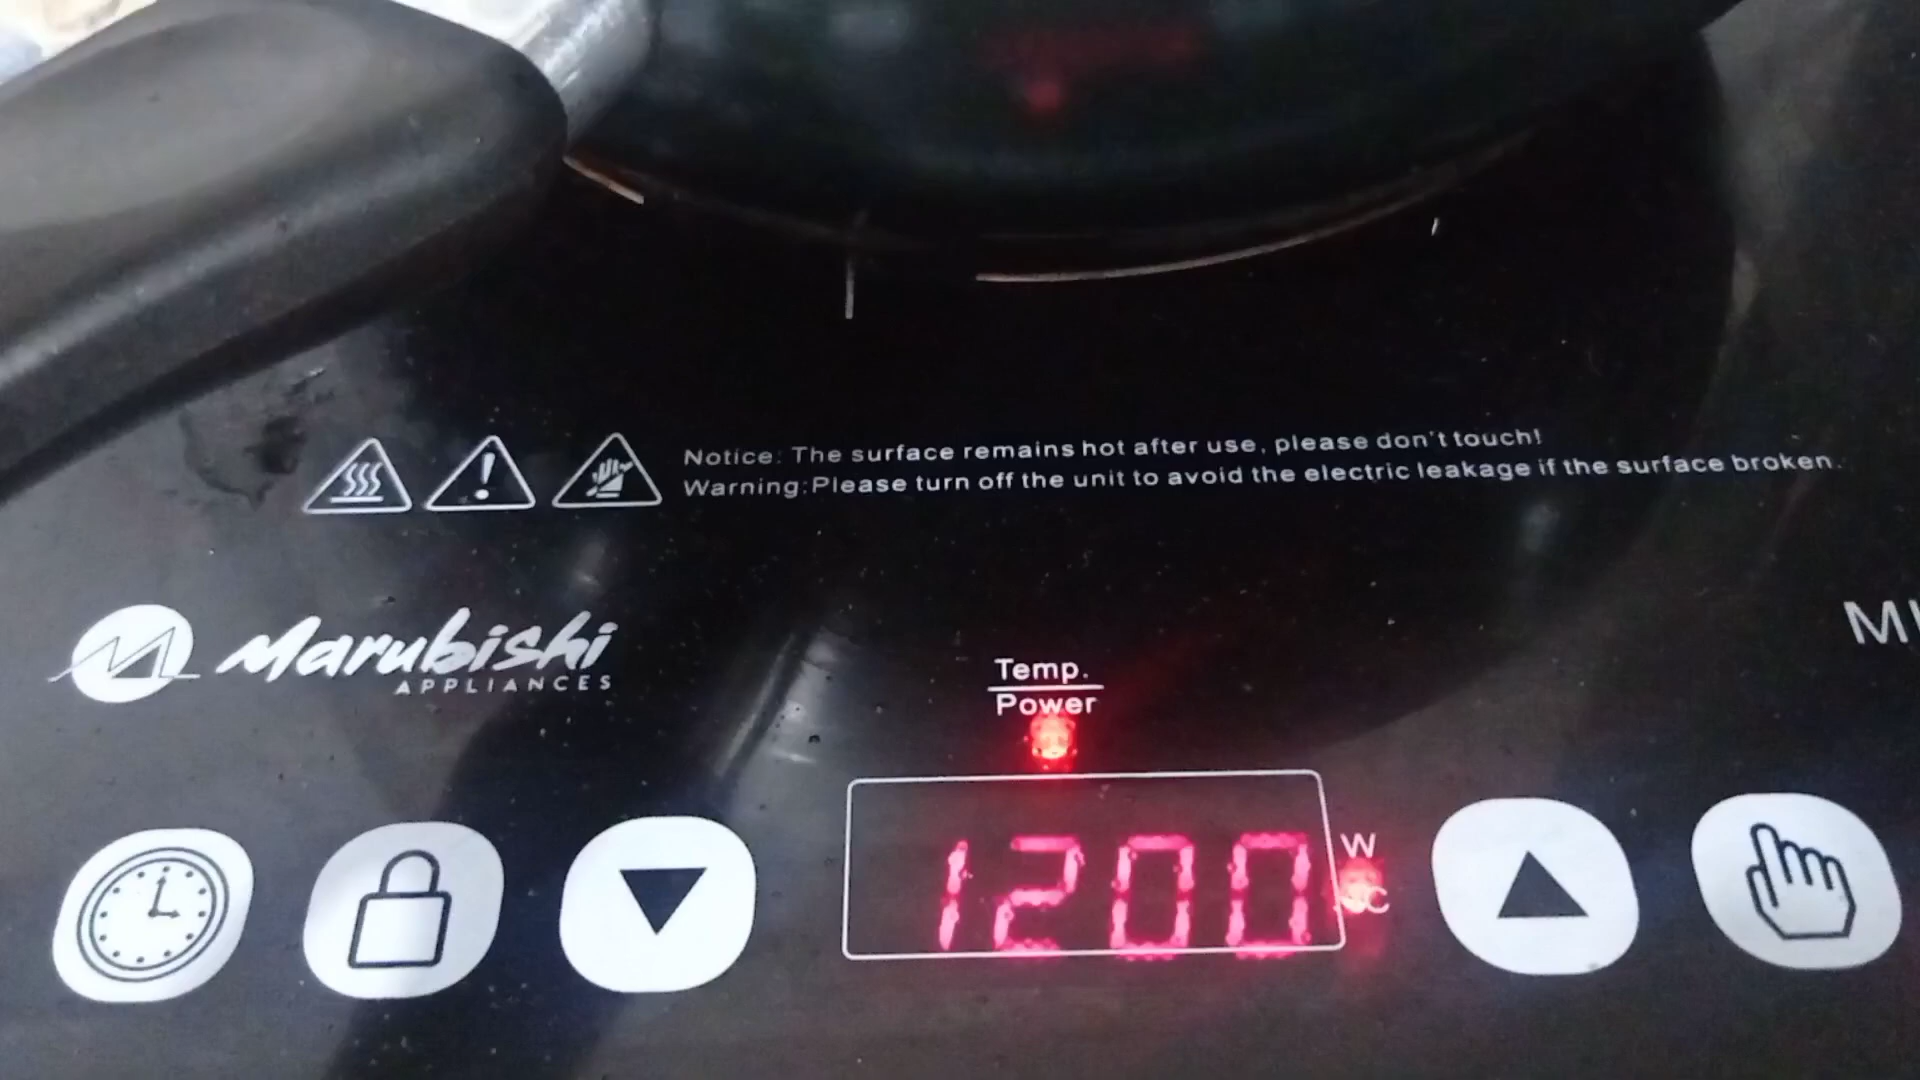 Notice: The surface remains hot after use, please don't touch!
Warning:Please turn off the unit to avoid the electric leakage if the surface broken.
Marubishi
APPLIANCES
Temp.
Power
1200
W
°C